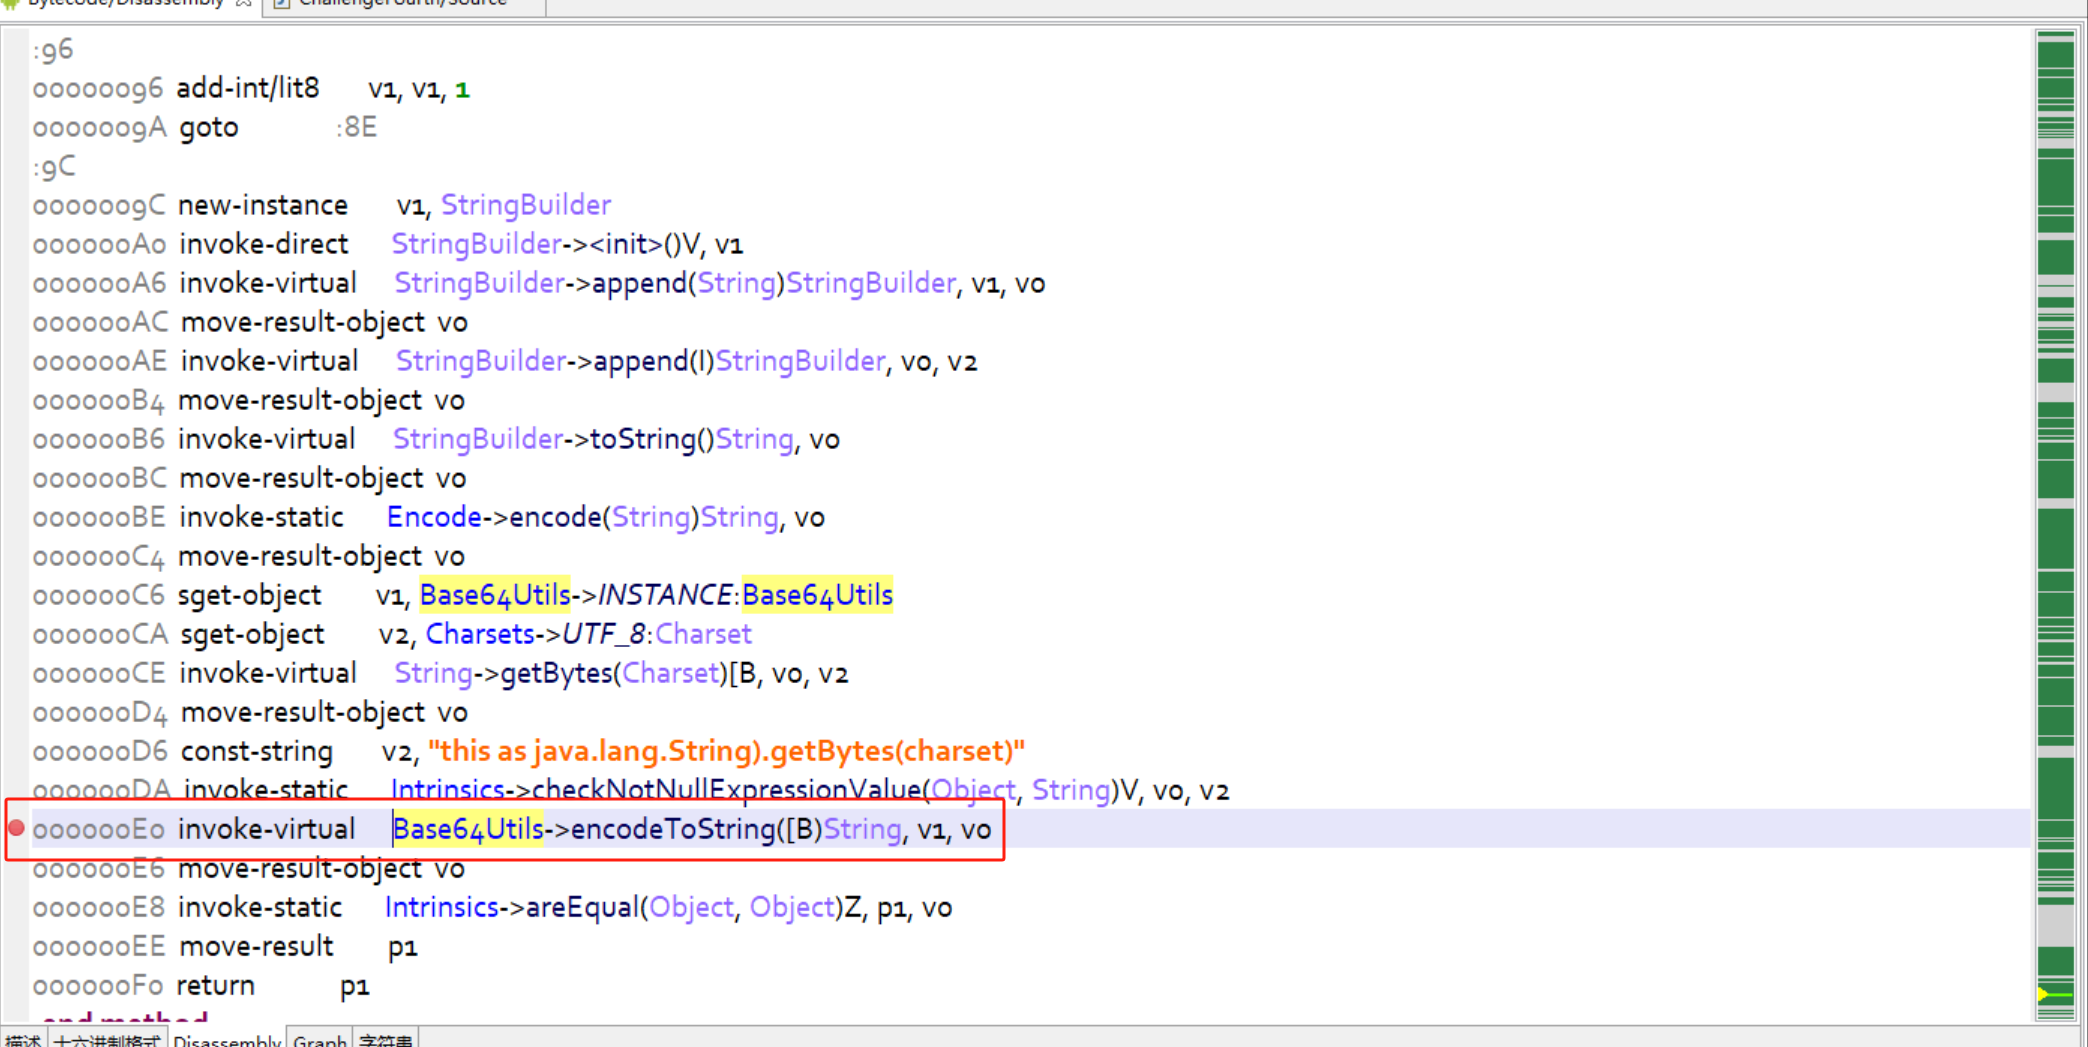 Bytecode/Disassembly ChallengeFourth/Source
:96
00000096 add-int/lit8 v1, v1, 1
0000009A goto :8E
:9C
0000009C new-instance v1, StringBuilder
000000A0 invoke-direct StringBuilder-><init>()V, v1
000000A6 invoke-virtual StringBuilder->append(String)StringBuilder, v1, v0
000000AC move-result-object v0
000000AE invoke-virtual StringBuilder->append(I)StringBuilder, v0, v2
000000B4 move-result-object v0
000000B6 invoke-virtual StringBuilder->toString()String, v0
000000BC move-result-object v0
000000BE invoke-static Encode->encode(String)String, v0
000000C4 move-result-object v0
000000C6 sget-object v1, Base64Utils->INSTANCE:Base64Utils
000000CA sget-object v2, Charsets->UTF_8:Charset
000000CE invoke-virtual String->getBytes(Charset)[B, v0, v2
000000D4 move-result-object v0
000000D6 const-string v2, "this as java.lang.String).getBytes(charset)"
000000DA invoke-static Intrinsics->checkNotNullExpressionValue(Object, String)V, v0, v2
000000E0 invoke-virtual Base64Utils->encodeToString([B)String, v1, v0
000000E6 move-result-object v0
000000E8 invoke-static Intrinsics->areEqual(Object, Object)Z, p1, v0
000000EE move-result p1
000000F0 return p1
.end method
描述 十六进制格式 Disassembly Graph 字符串